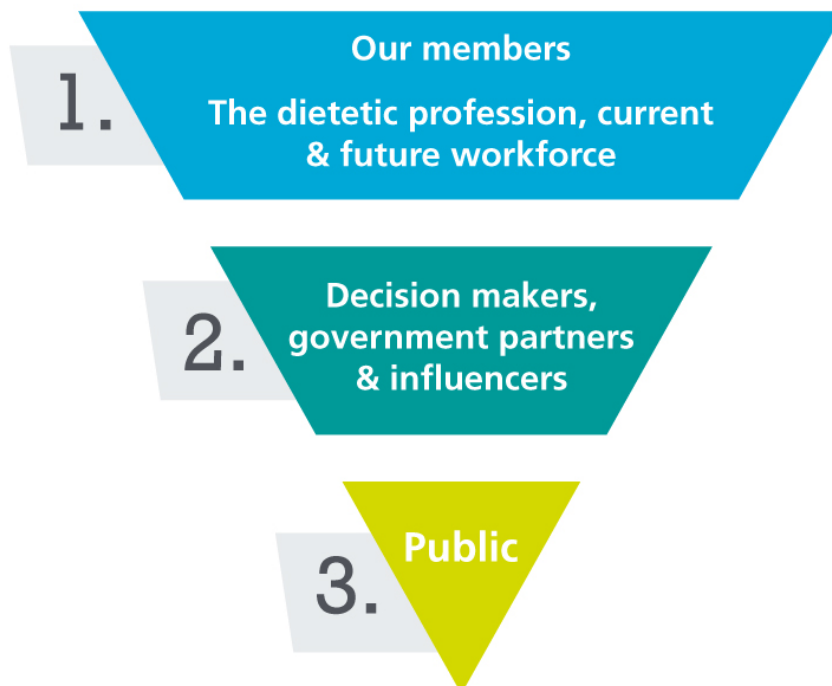 1.
Our members
The dietetic profession, current
& future workforce
2.
Decision makers,
government partners
& influencers
3.
Public